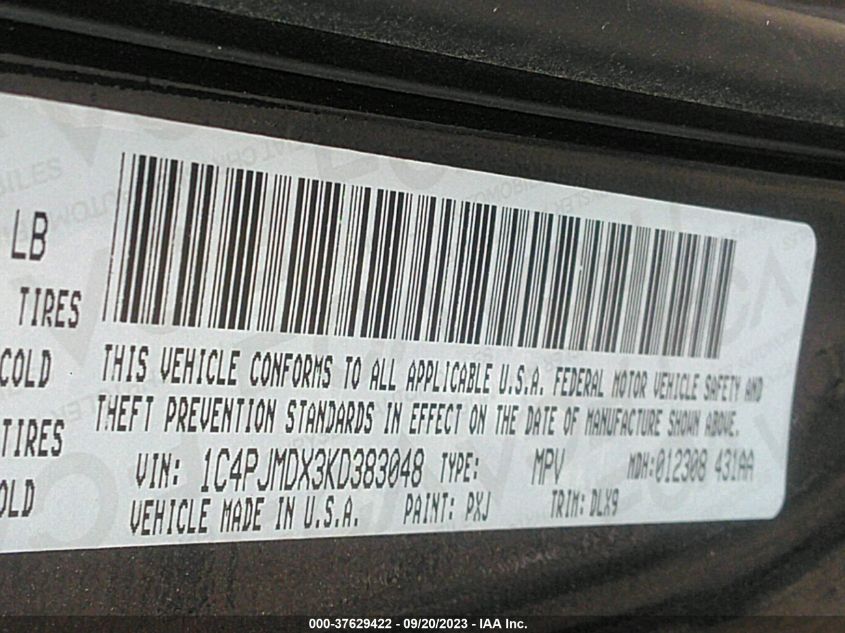 LB
TIRES
COLD
TIRES
OLD
THIS VEHICLE CONFORMS TO ALL APPLICABLE U.S.A. FEDERAL MOTOR VEHICLE SAFETY AND
THEFT PREVENTION STANDARDS IN EFFECT ON THE DATE OF MANUFACTURE SHOWN ABOVE.
VIN: 1C4PJMDX3KD383048 TYPE: MPV MDH:012308 431AA
VEHICLE MADE IN U.S.A. PAINT: PXJ TRIM: DLX9
000-37629422 - 09/20/2023 - IAA Inc.